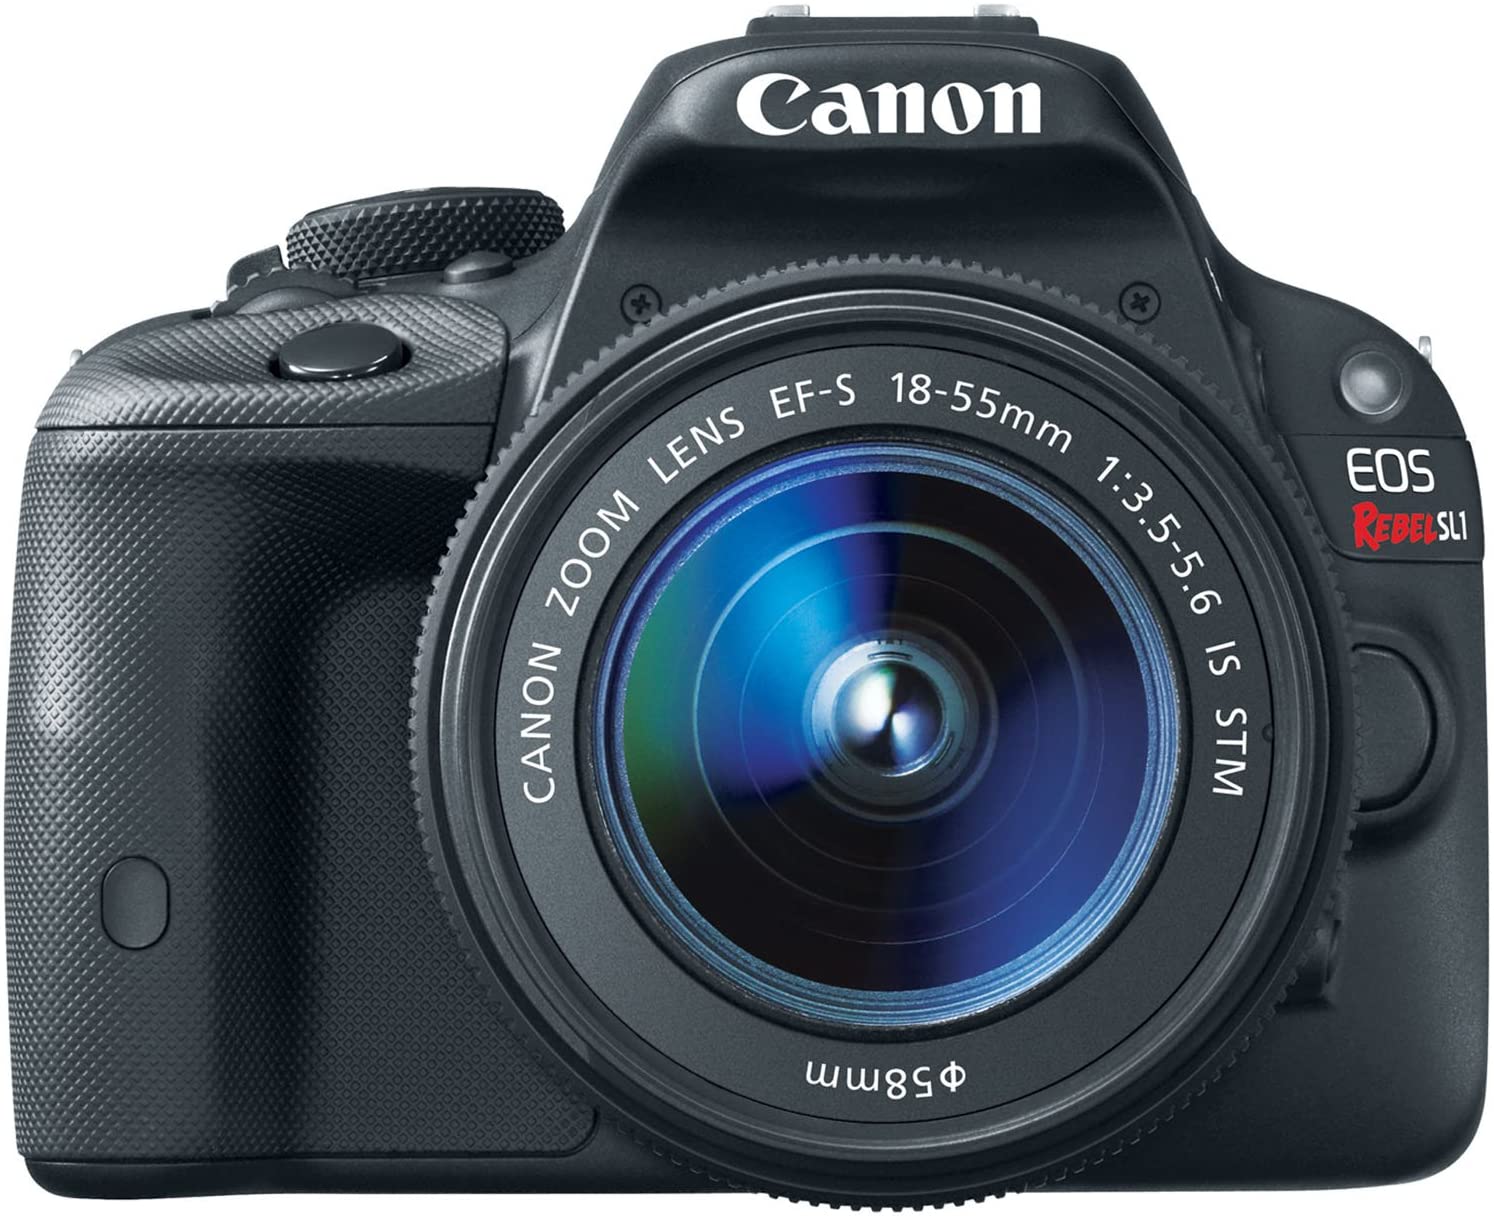 Canon
CANON ZOOM LENS EF-S 18-55mm 1:3.5-5.6 IS STM
EOS
REBEL SL1
Φ58mm